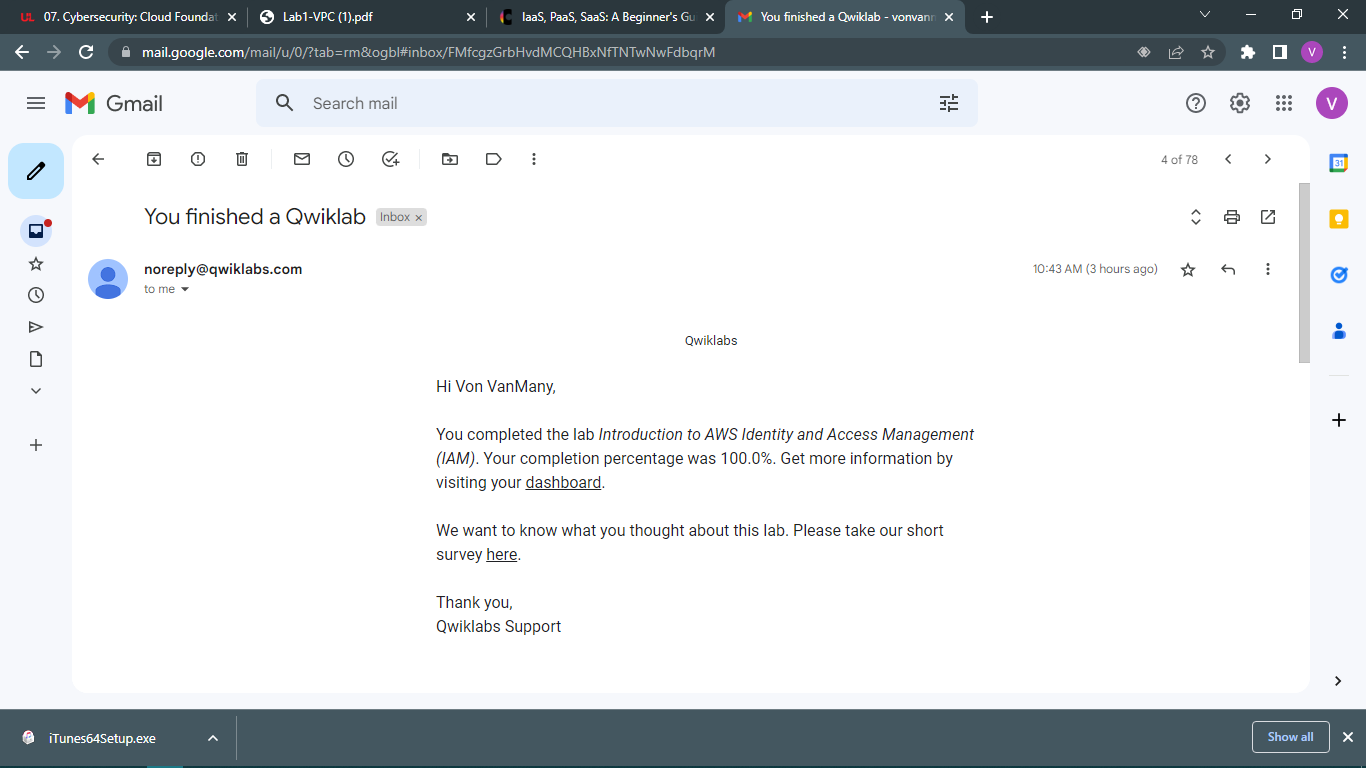 07. Cybersecurity: Cloud Foundat
Lab1-VPC (1).pdf
IaaS, PaaS, SaaS: A Beginner's Gu
You finished a Qwiklab - vonvann
mail.google.com/mail/u/0/?tab=rm&ogbl#inbox/FMfcgzGrbHvdMCQHBxNfTNTwNwFdbqrM
V
Gmail
Search mail
V
4 of 78
31
You finished a Qwiklab
Inbox ×
noreply@qwiklabs.com
10:43 AM (3 hours ago)
to me
Qwiklabs
Hi Von VanMany,
You completed the lab Introduction to AWS Identity and Access Management
(IAM). Your completion percentage was 100.0%. Get more information by
visiting your dashboard.
We want to know what you thought about this lab. Please take our short
survey here.
Thank you,
Qwiklabs Support
iTunes64Setup.exe
Show all